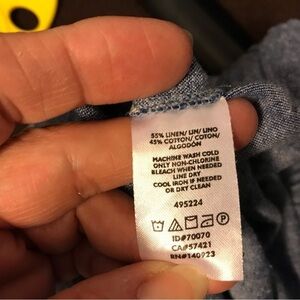 55% LINEN/ LIN/ LINO
45% COTTON/ COTON/
ALGODÓN
MACHINE WASH COLD
ONLY NON-CHLORINE
BLEACH WHEN NEEDED
LINE DRY
COOL IRON IF NEEDED
OR DRY CLEAN
495224
ID#70070
CA#57421
RN#140923